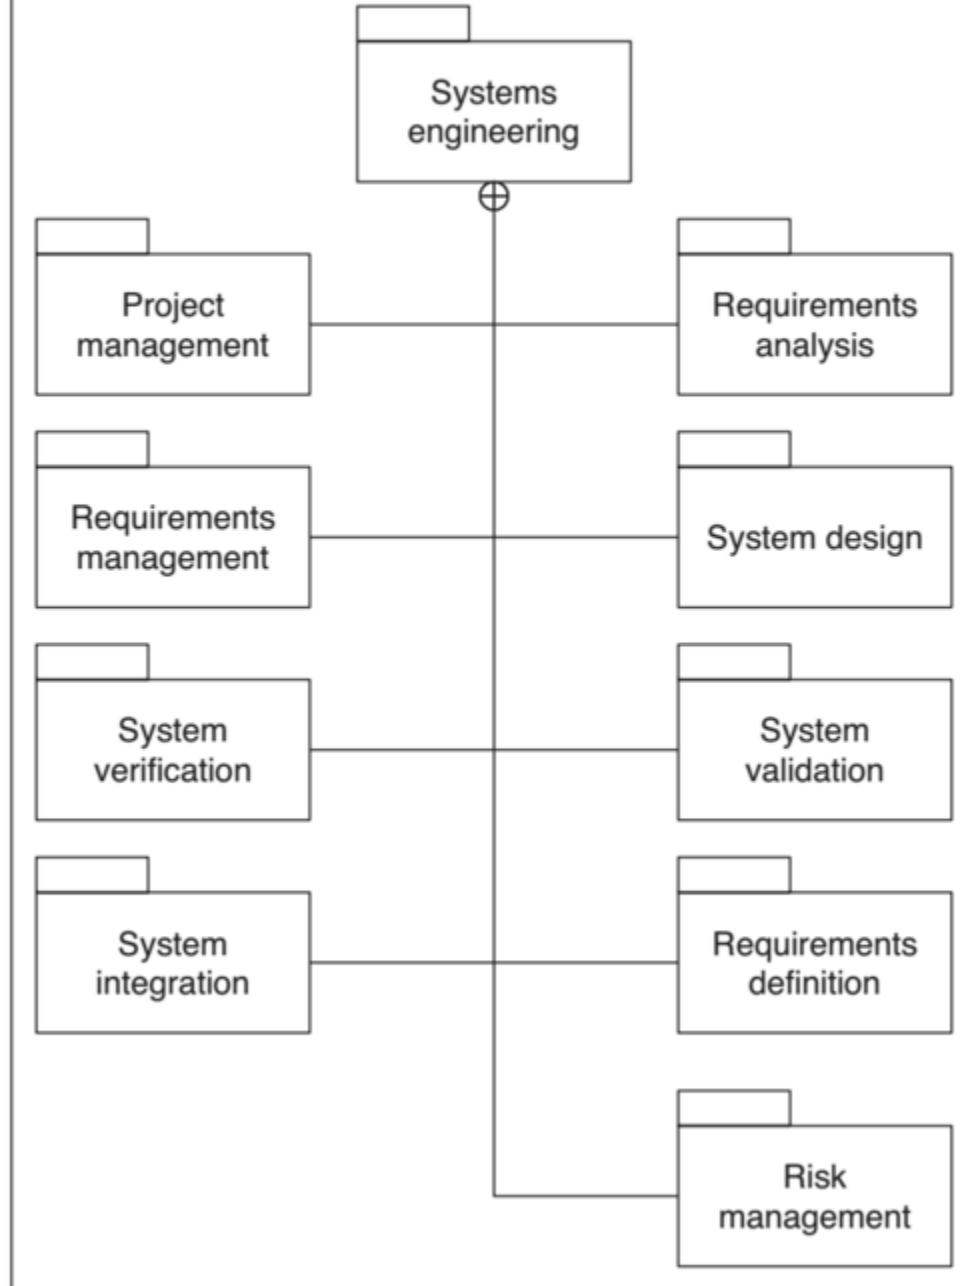 Systems
engineering
Project
management
Requirements
analysis
Requirements
management
System design
System
verification
System
validation
System
integration
Requirements
definition
Risk
management